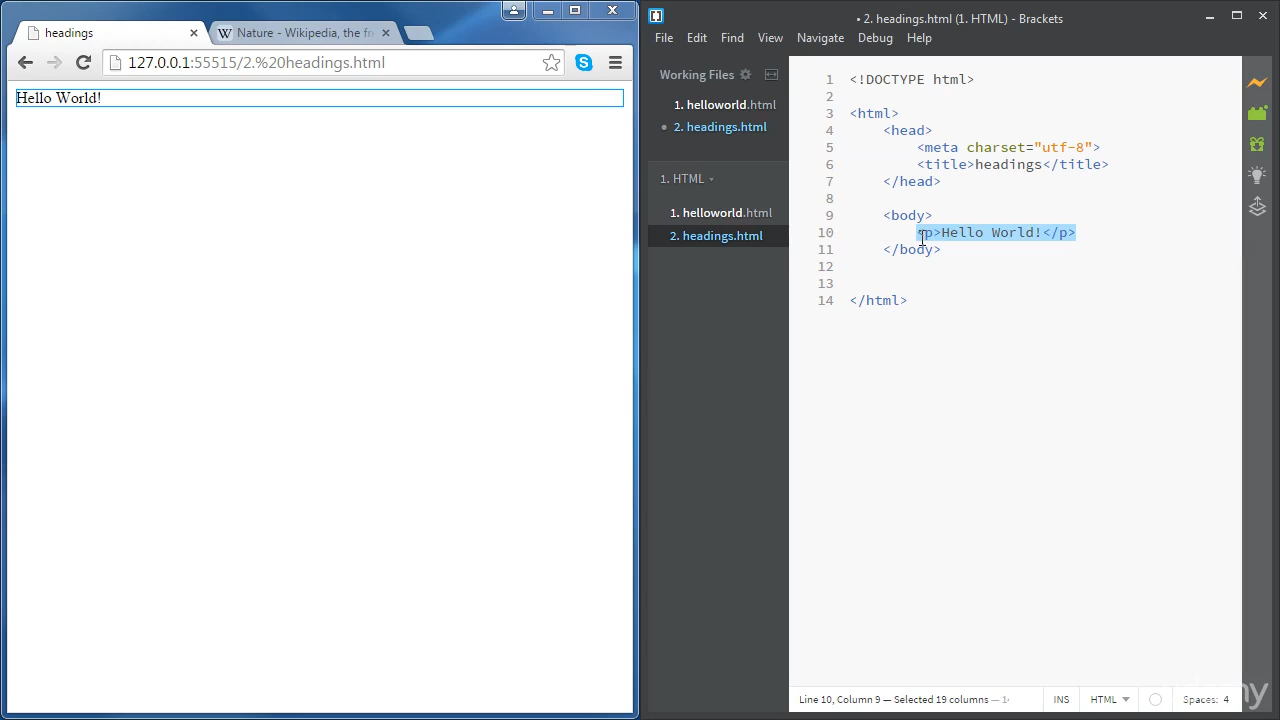 headings
Nature - Wikipedia, the fr
127.0.0.1:55515/2.%20headings.html
Hello World!
• 2. headings.html (1. HTML) - Brackets
File Edit Find View Navigate Debug Help
Working Files
1. helloworld.html
2. headings.html
1. HTML
1. helloworld.html
2. headings.html
1 <!DOCTYPE html>
2
3 <html>
4 <head>
5 <meta charset="utf-8">
6 <title>headings</title>
7 </head>
8
9 <body>
10 <p>Hello World!</p>
11 </body>
12
13
14 </html>
Line 10, Column 9 — Selected 19 columns — 14
INS
HTML
Spaces: 4